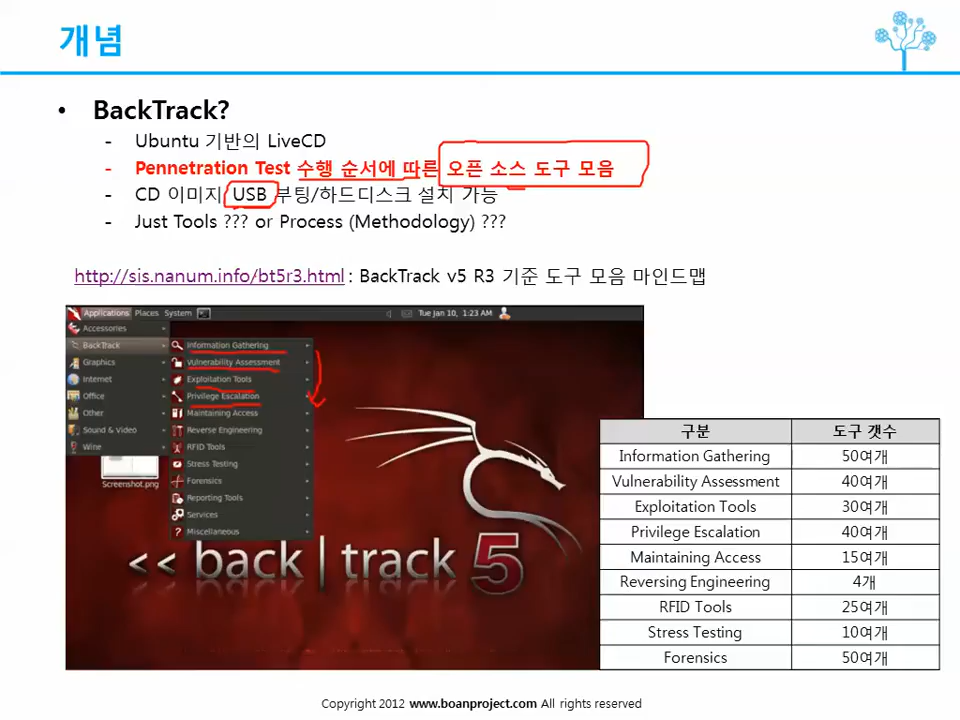 개념
• BackTrack?
- Ubuntu 기반의 LiveCD
- Pennetration Test 수행 순서에 따른 오픈 소스 도구 모음
- CD 이미지 USB 부팅/하드디스크 설치 가능
- Just Tools ??? or Process (Methodology) ???
http://sis.nanum.info/bt5r3.html : BackTrack v5 R3 기준 도구 모음 마인드맵
Applications Places System Tue Jan 10, 1:23 AM
Accessories
BackTrack
Graphics
Internet
Office
Other
Sound & Video
Wine
Information Gathering
Vulnerability Assessment
Exploitation Tools
Privilege Escalation
Maintaining Access
Reverse Engineering
RFID Tools
Stress Testing
Forensics
Reporting Tools
Services
Miscellaneous
Screenshot.png
<< back | track 5
구분 도구 갯수
Information Gathering 50여개
Vulnerability Assessment 40여개
Exploitation Tools 30여개
Privilege Escalation 40여개
Maintaining Access 15여개
Reversing Engineering 4개
RFID Tools 25여개
Stress Testing 10여개
Forensics 50여개
Copyright 2012 www.boanproject.com All rights reserved